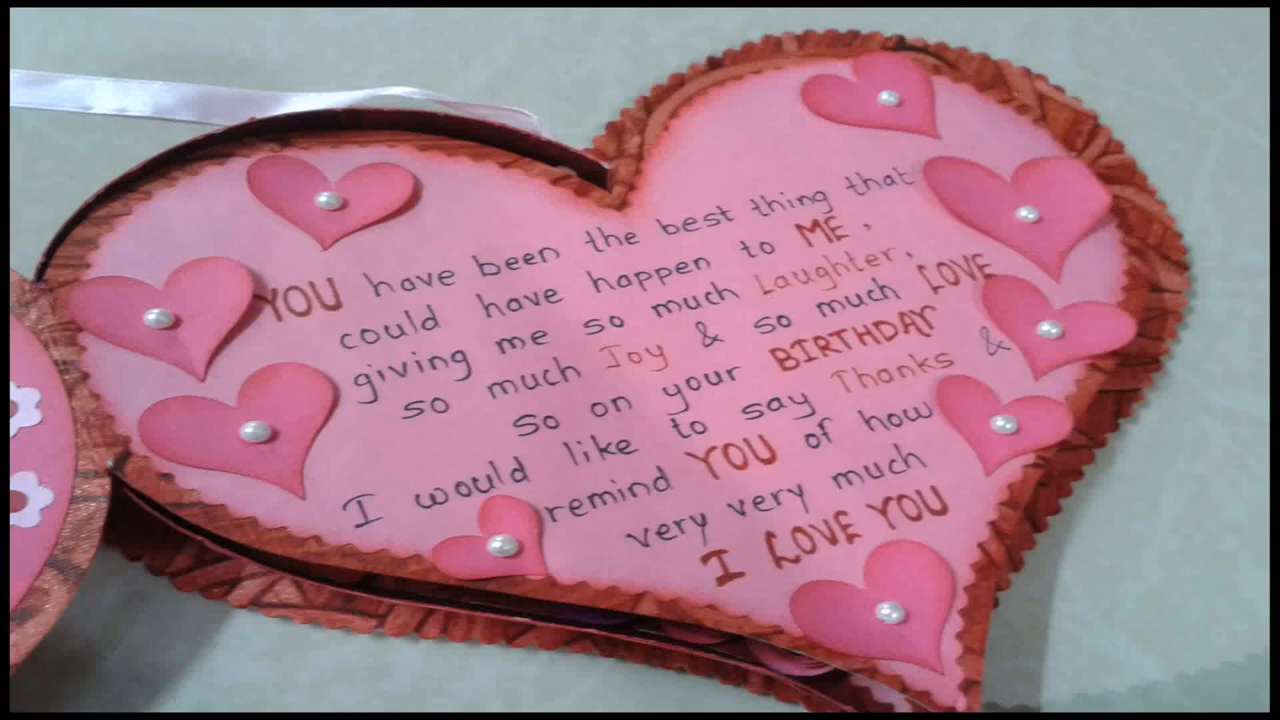 YOU have been the best thing that
could have happen to ME,
giving me so much Laughter,
so much Joy & so much LOVE
so on your BIRTHDAY
I would like to say Thanks &
remind YOU of how
very very much
I LOVE YOU